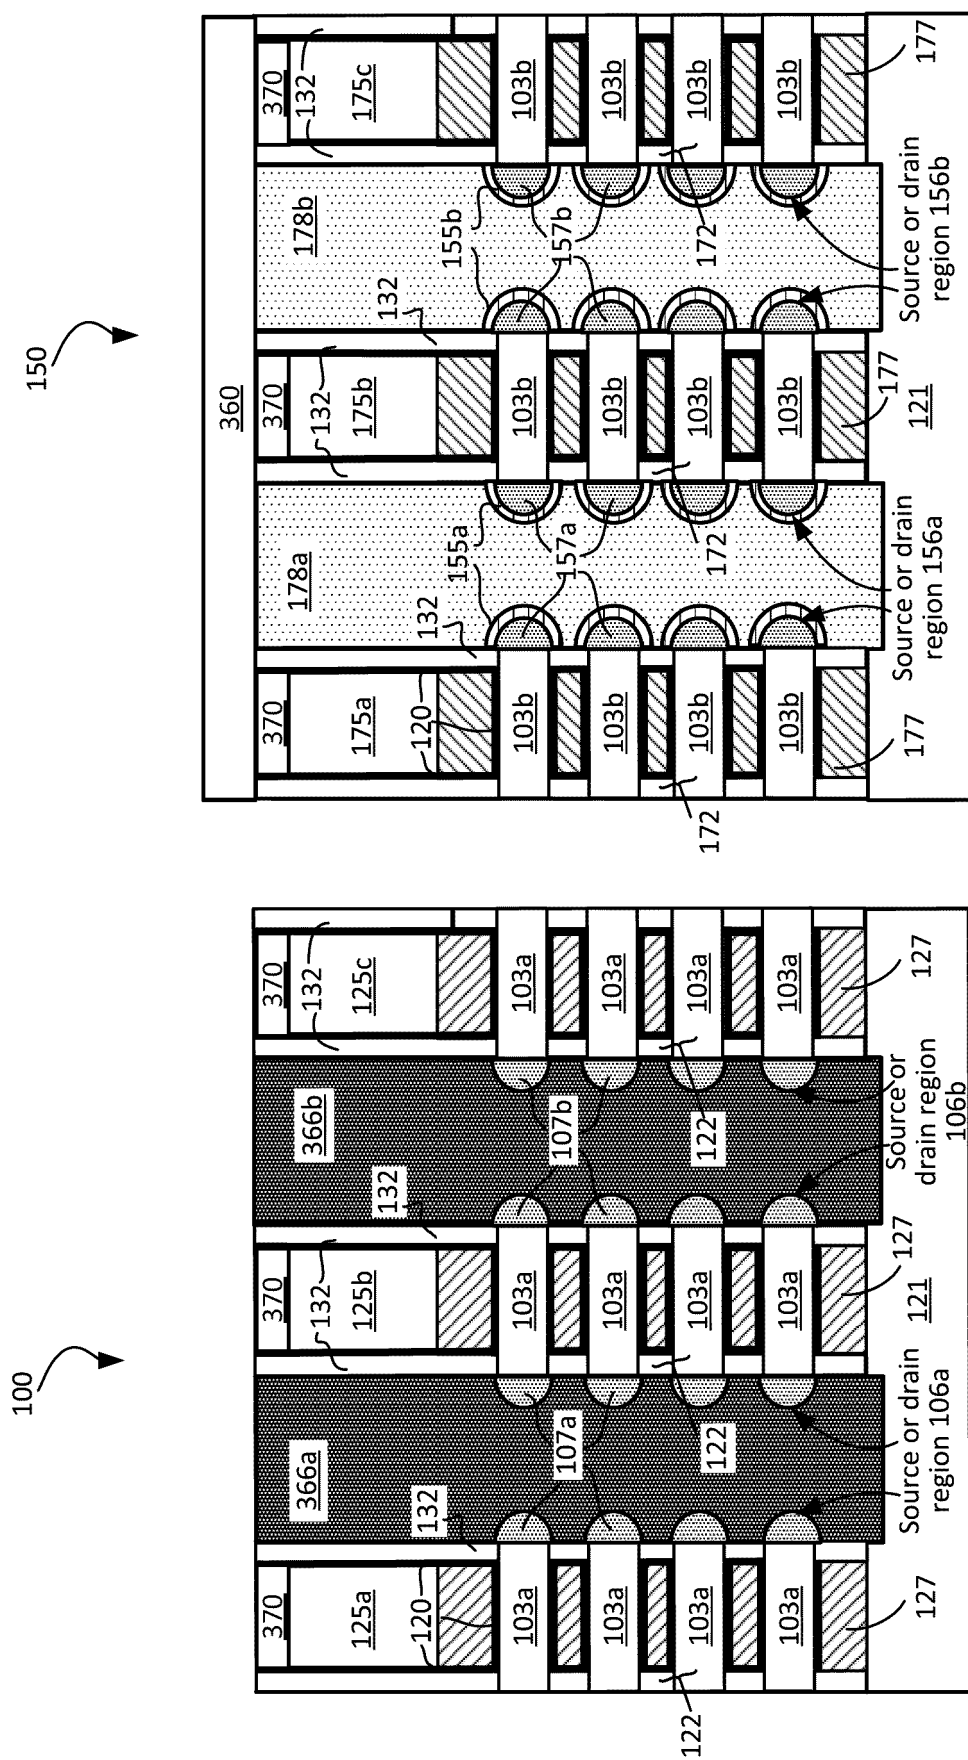 100
370 370 370
366a 132 366b 132
125a 125b 125c
132
120 132
103a 103a 103a
107a 107b
103a 103a 103a
122 103a 122 103a 122 103a
103a 103a 103a
Source or drain
region 106a
Source or
drain region
106b
127 121 127 127
150
360
370 370 370
178a 132 178b 132
175a 175b 175c
132
120 132
155a 155b
103b 103b 103b
157a 157b
103b 103b 103b
172 103b 172 103b 172 103b
103b 103b 103b
Source or drain
region 156a
177
Source or drain
region 156b
177 121 177